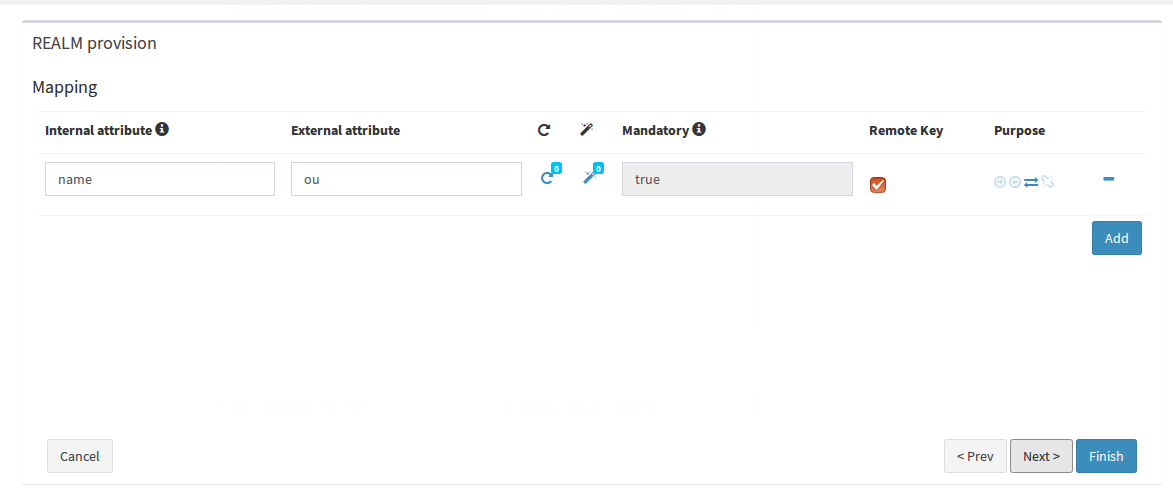 REALM provision
Mapping
Internal attribute External attribute Mandatory Remote Key Purpose
name ou 0 0 true
Add
Cancel < Prev Next > Finish